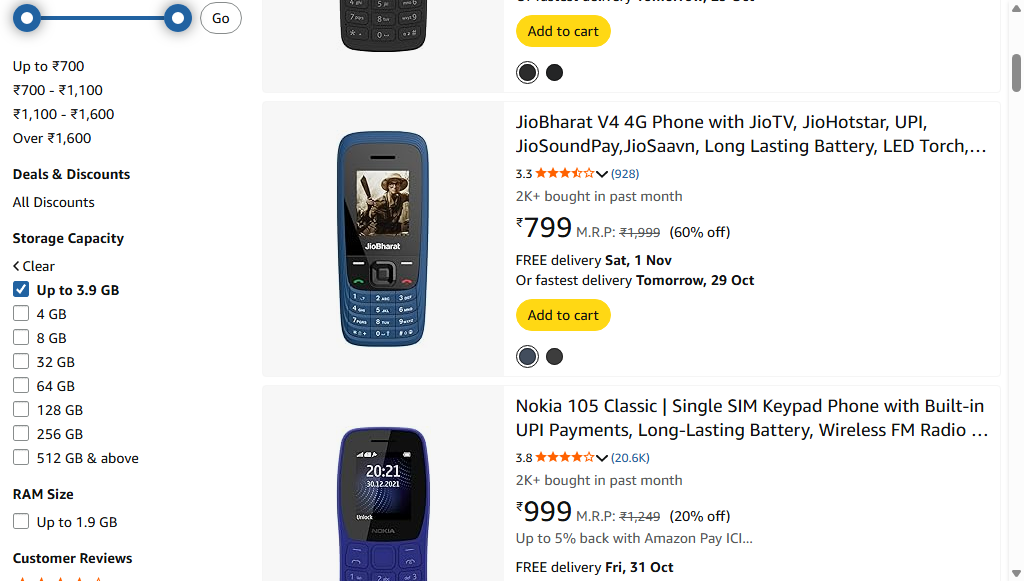 Go
Up to ₹700
₹700 - ₹1,100
₹1,100 - ₹1,600
Over ₹1,600
Deals & Discounts
All Discounts
Storage Capacity
Clear
Up to 3.9 GB
4 GB
8 GB
32 GB
64 GB
128 GB
256 GB
512 GB & above
RAM Size
Up to 1.9 GB
Customer Reviews
Or fastest delivery Tomorrow, 29 Oct
Add to cart
JioBharat
JioBharat V4 4G Phone with JioTV, JioHotstar, UPI,
JioSoundPay,JioSaavn, Long Lasting Battery, LED Torch,…
3.3 (928)
2K+ bought in past month
₹799 M.R.P: ₹1,999 (60% off)
FREE delivery Sat, 1 Nov
Or fastest delivery Tomorrow, 29 Oct
Add to cart
20:21
30.12.2021
Unlock
NOKIA
Nokia 105 Classic | Single SIM Keypad Phone with Built-in
UPI Payments, Long-Lasting Battery, Wireless FM Radio …
3.8 (20.6K)
2K+ bought in past month
₹999 M.R.P: ₹1,249 (20% off)
Up to 5% back with Amazon Pay ICI…
FREE delivery Fri, 31 Oct